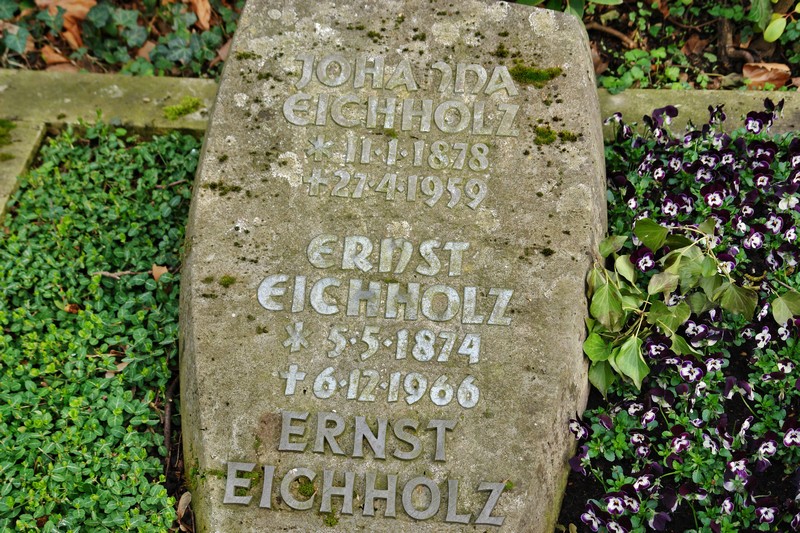 JOHANNA
EICHHOLZ
* 11·1·1878
+ 27·4·1959
ERNST
EICHHOLZ
* 5·5·1874
+ 6·12·1966
ERNST
EICHHOLZ